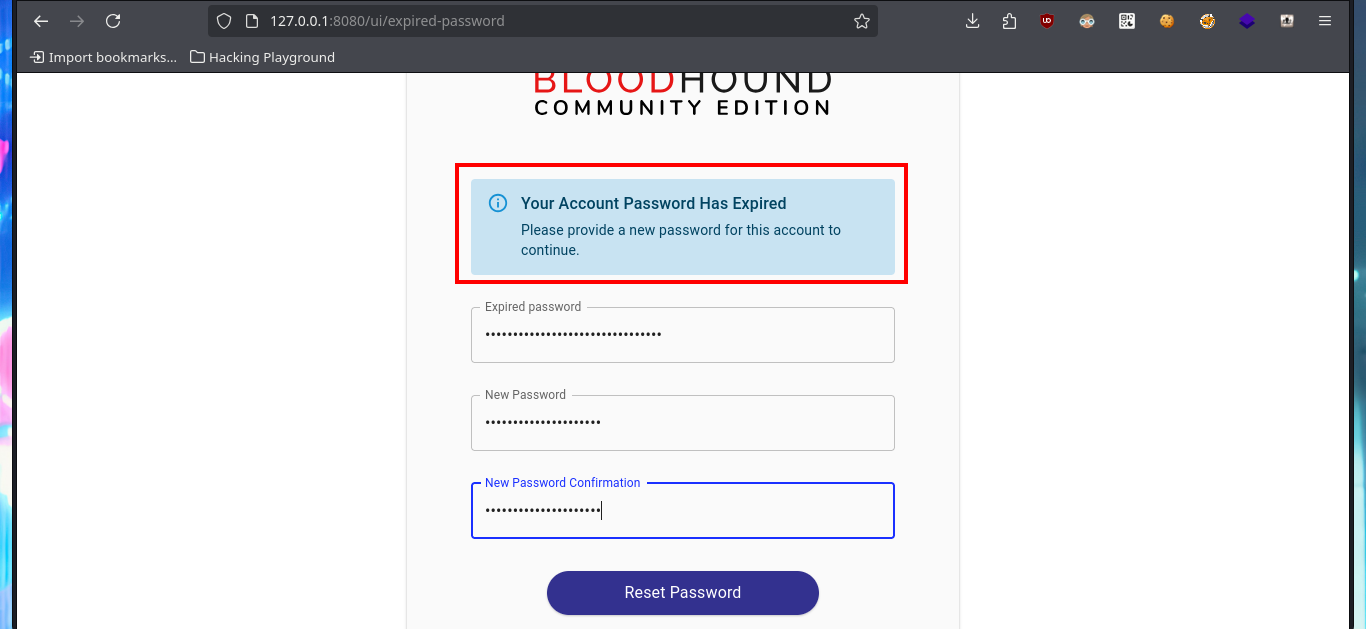 127.0.0.1:8080/ui/expired-password
Import bookmarks...
Hacking Playground
BLOODHOUND
COMMUNITY EDITION
Your Account Password Has Expired
Please provide a new password for this account to
continue.
Expired password
••••••••••••••••••••••••••••••••
New Password
•••••••••••••••••••••
New Password Confirmation
•••••••••••••••••••••
Reset Password